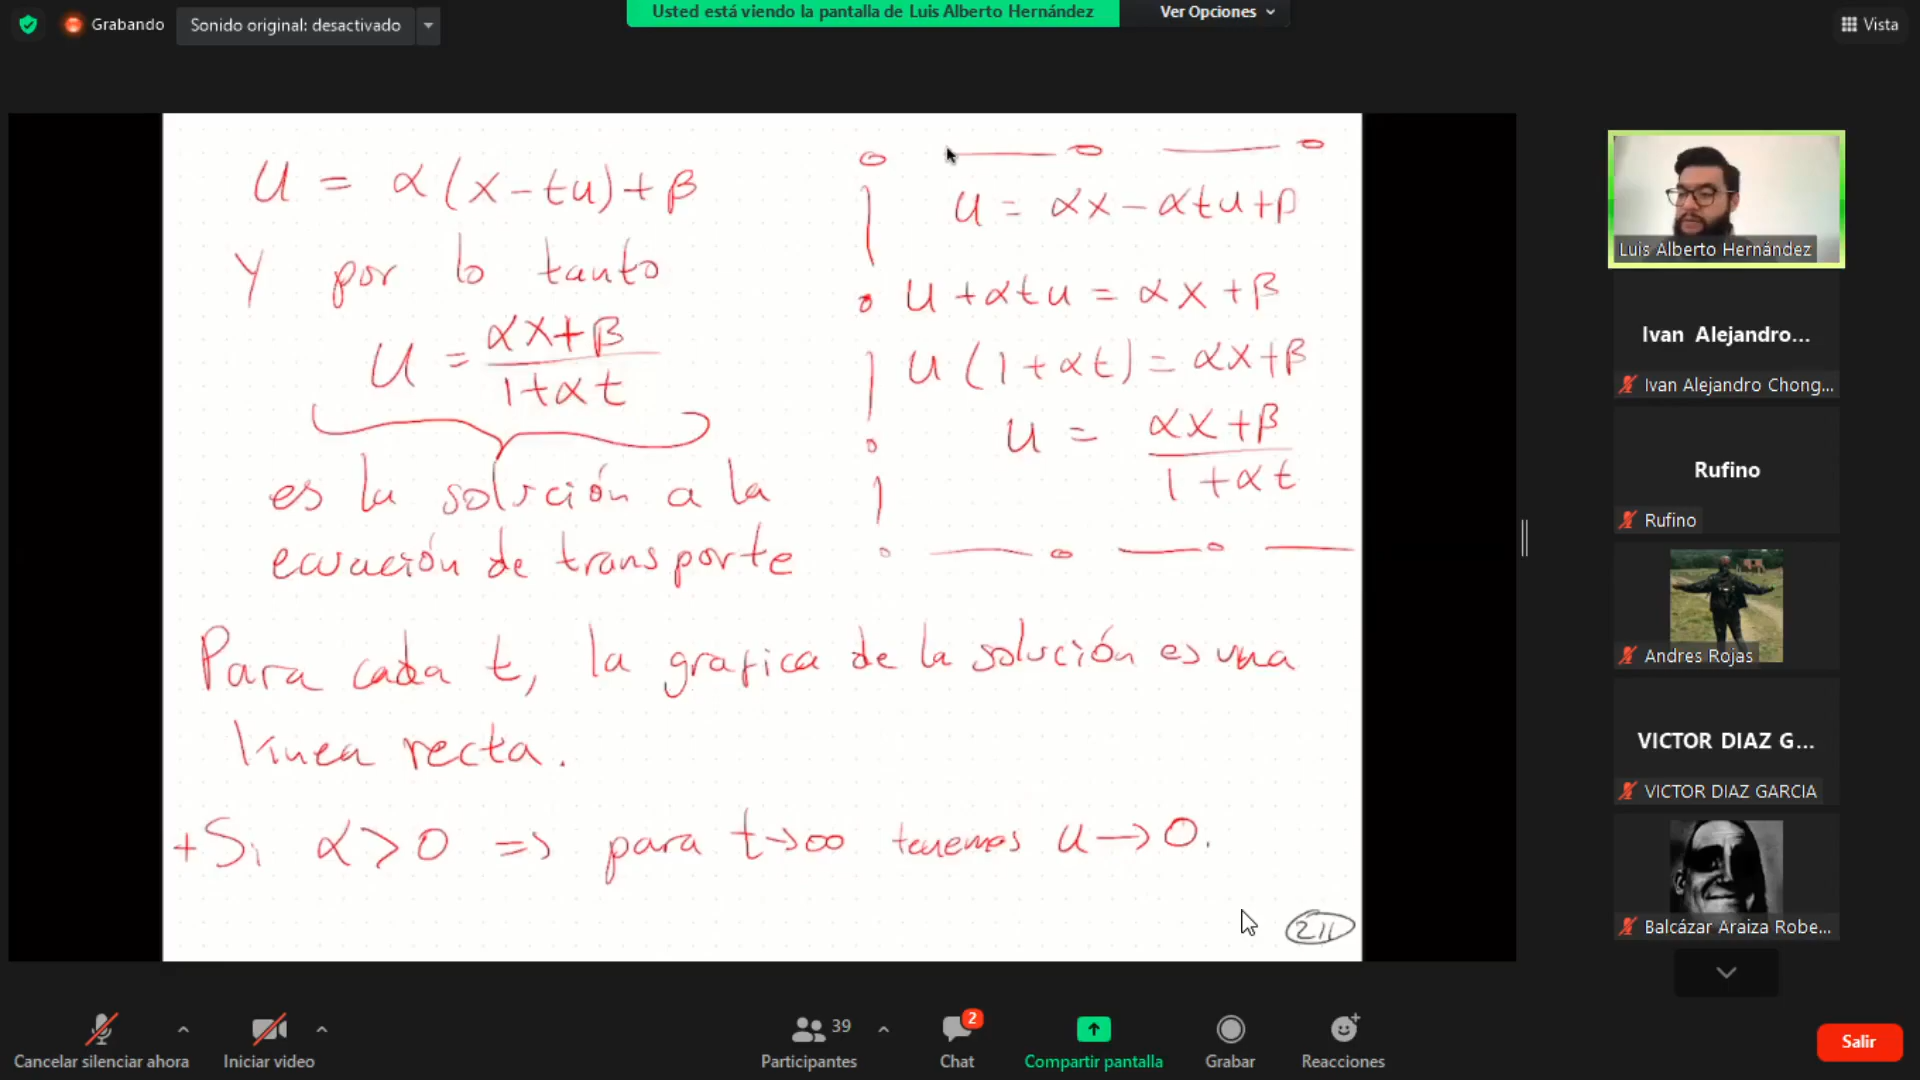 Grabando
Sonido original: desactivado
Usted está viendo la pantalla de Luis Alberto Hernández
Ver Opciones
Vista
u = α(x-tu)+β
y por lo tanto
u = αx+β / 1+αt
es la solución a la
ecuación de transporte
u = αx-αtu+β
u+αtu = αx+β
u(1+αt) = αx+β
u = αx+β / 1+αt
Para cada t, la grafica de la solución es una
línea recta.
+Si α>0 => para t→∞ tenemos u→0.
Luis Alberto Hernández
Ivan Alejandro...
Ivan Alejandro Chong...
Rufino
Rufino
Andres Rojas
VICTOR DIAZ G...
VICTOR DIAZ GARCIA
Balcázar Araiza Robe...
Cancelar silenciar ahora
Iniciar video
39
Participantes
2
Chat
Compartir pantalla
Grabar
Reacciones
Salir